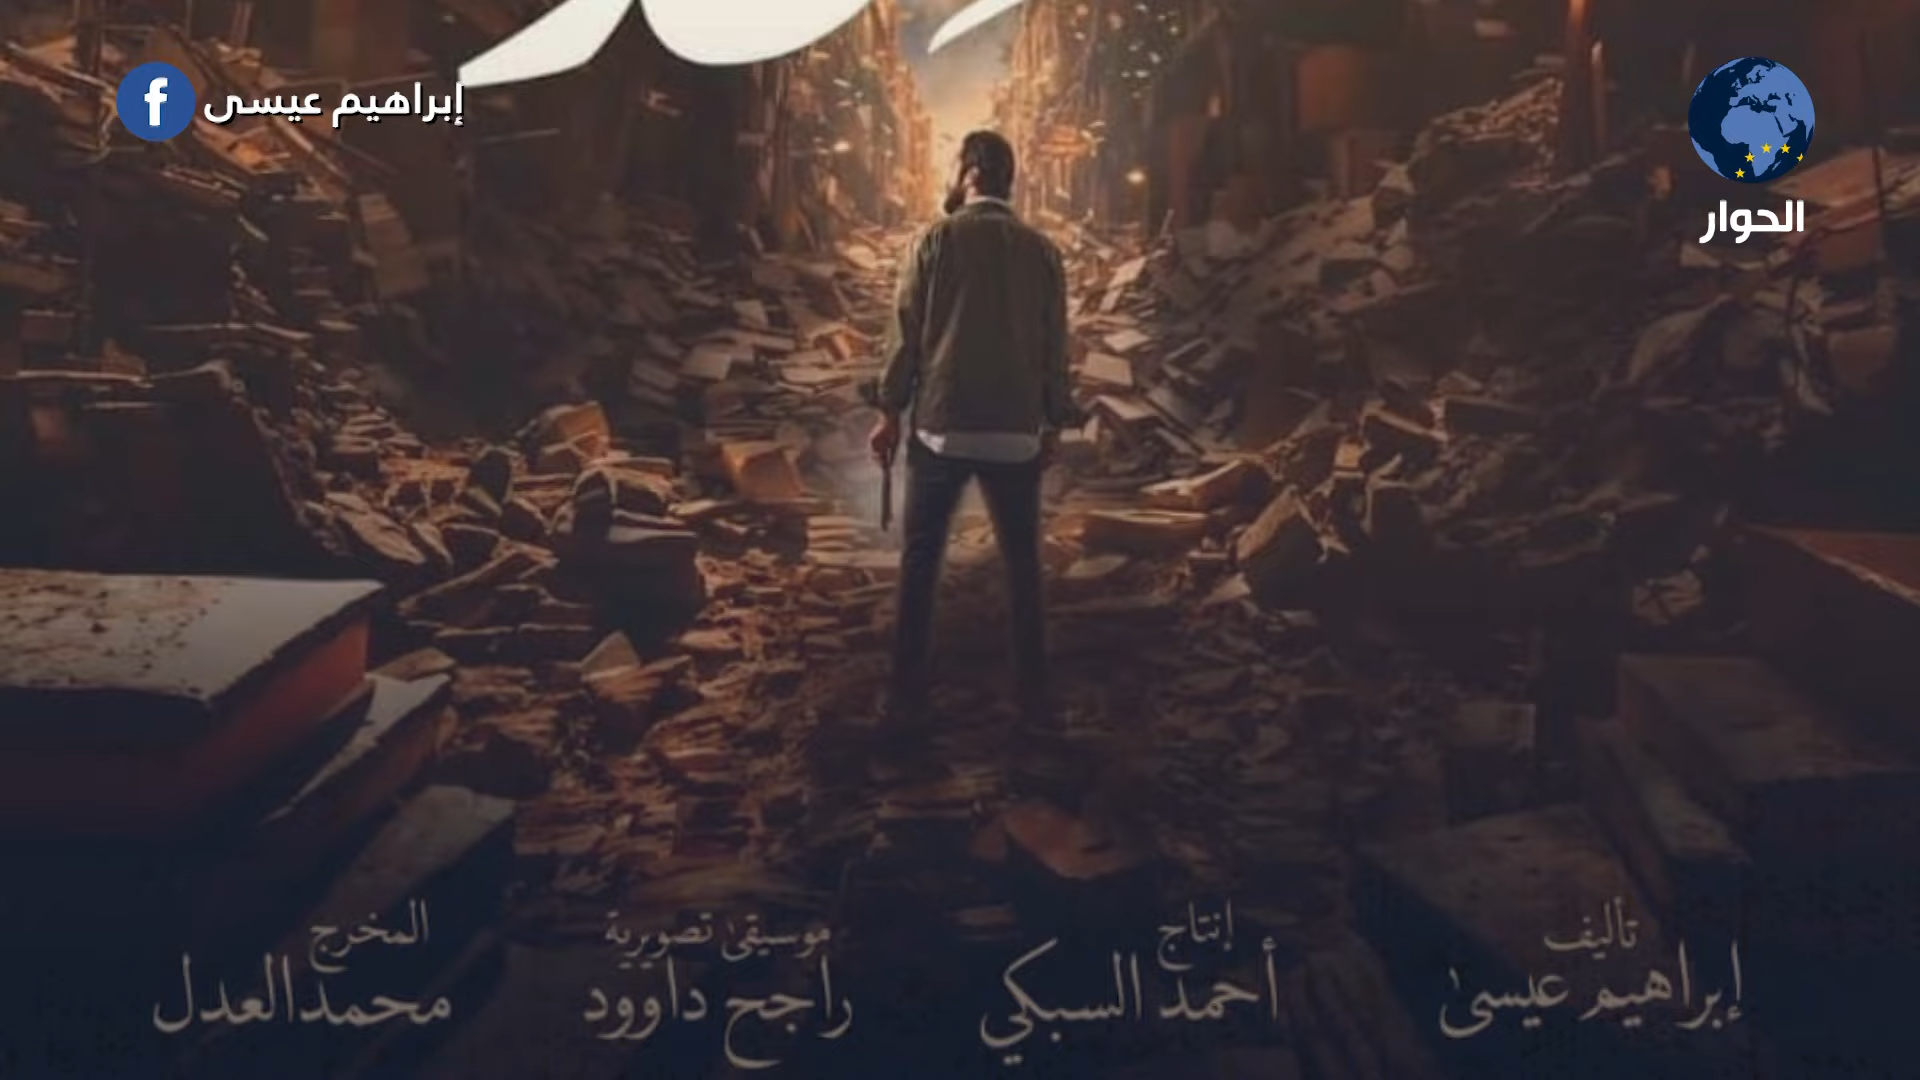 إبراهيم عيسى
الحوار
تأليف
إبراهيم عيسى
إنتاج
أحمد السبكي
موسيقى تصويرية
راجح داوود
المخرج
محمد العدل